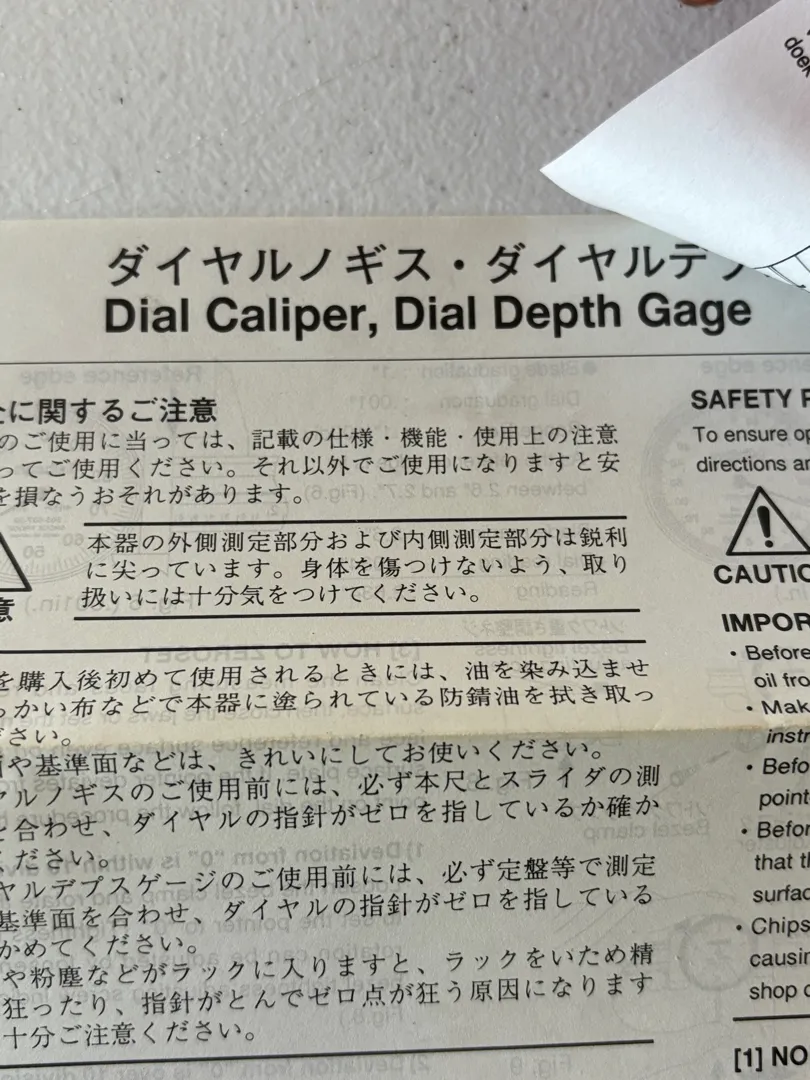 ダイヤルノギス・ダイヤルデプ
Dial Caliper, Dial Depth Gage
に関するご注意
のご使用に当っては、記載の仕様・機能・使用上の注意
ってご使用ください。それ以外でご使用になりますと安
を損なうおそれがあります。
本器の外側測定部分および内側測定部分は鋭利
に尖っています。身体を傷つけないよう、取り
扱いには十分気をつけてください。
意
を購入後初めて使用されるときには、油を染み込ませ
らかい布などで本器に塗られている防錆油を拭き取っ
ださい。
面や基準面などは、きれいにしてお使いください。
ヤルノギスのご使用前には、必ず本尺とスライダの測
を合わせ、ダイヤルの指針がゼロを指しているか確か
ください。
ヤルデプスゲージのご使用前には、必ず定盤等で測定
基準面を合わせ、ダイヤルの指針がゼロを指している
かめてください。
や粉塵などがラックに入りますと、ラックをいため精
狂ったり、指針がとんでゼロ点が狂う原因になります
十分ご注意ください。
SAFETY
To ensure op
directions a
CAUTIO
IMPOR
• Before
oil fro
• Mak
instr
• Befo
point
• Befor
that th
surfac
• Chips
causin
shop
[1] NO